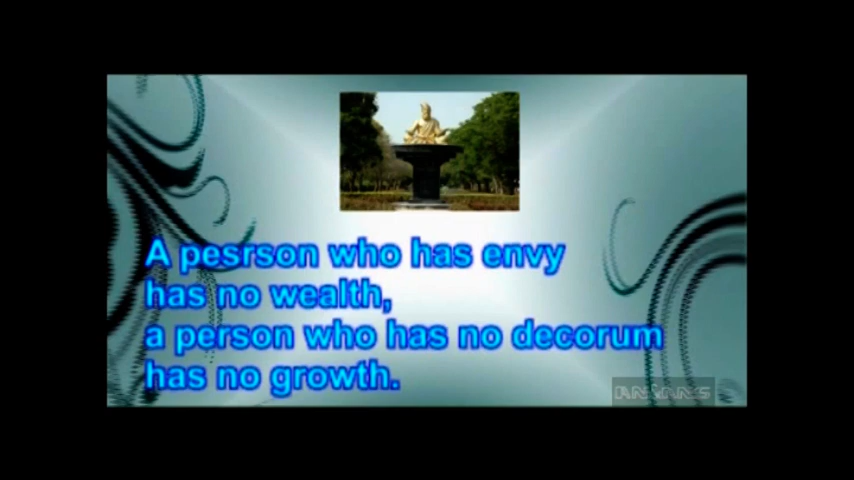 A pesrson who has envy
has no wealth,
a person who has no decorum
has no growth.